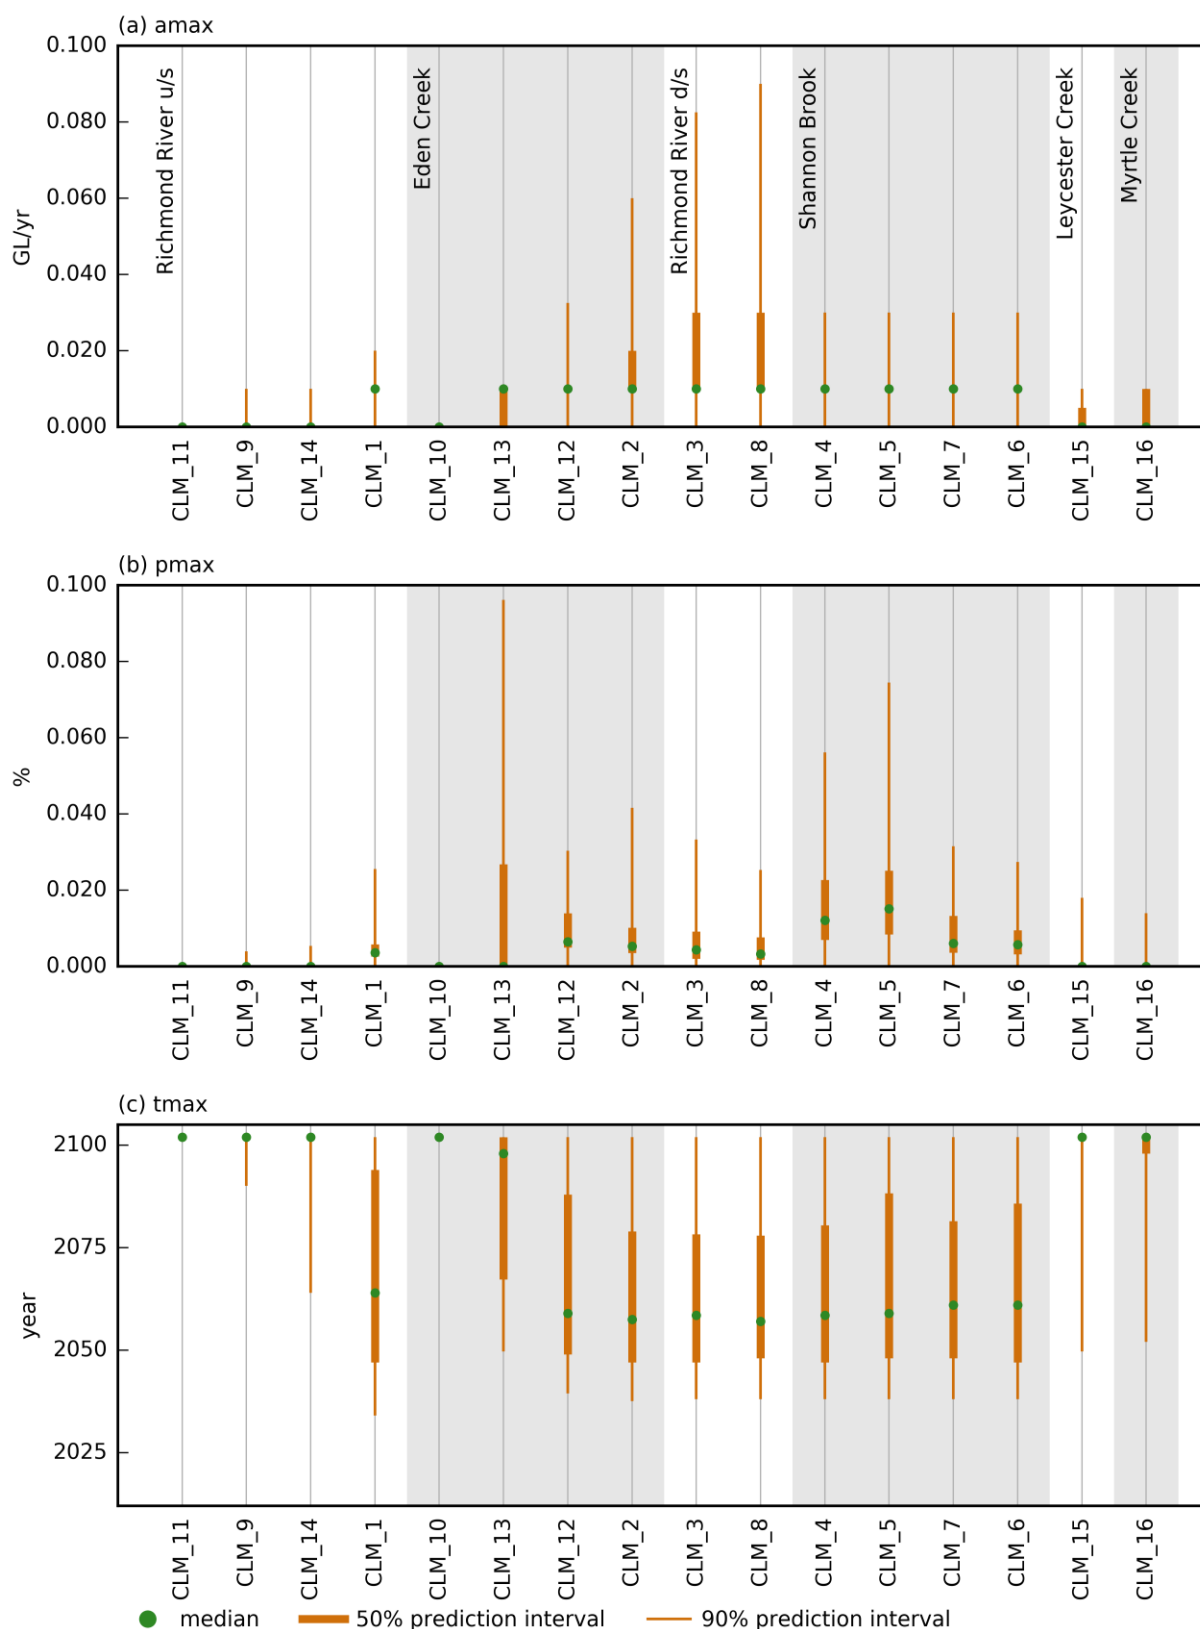 (a) amax
0.100
0.080
0.060
0.040
0.020
0.000
GL/yr
Richmond River u/s
Eden Creek
Richmond River d/s
Shannon Brook
Leycester Creek
Myrtle Creek
CLM_11
CLM_9
CLM_14
CLM_1
CLM_10
CLM_13
CLM_12
CLM_2
CLM_3
CLM_8
CLM_4
CLM_5
CLM_7
CLM_6
CLM_15
CLM_16
(b) pmax
0.100
0.080
0.060
0.040
0.020
0.000
%
CLM_11
CLM_9
CLM_14
CLM_1
CLM_10
CLM_13
CLM_12
CLM_2
CLM_3
CLM_8
CLM_4
CLM_5
CLM_7
CLM_6
CLM_15
CLM_16
(c) tmax
2100
2075
2050
2025
year
CLM_11
CLM_9
CLM_14
CLM_1
CLM_10
CLM_13
CLM_12
CLM_2
CLM_3
CLM_8
CLM_4
CLM_5
CLM_7
CLM_6
CLM_15
CLM_16
median 50% prediction interval 90% prediction interval